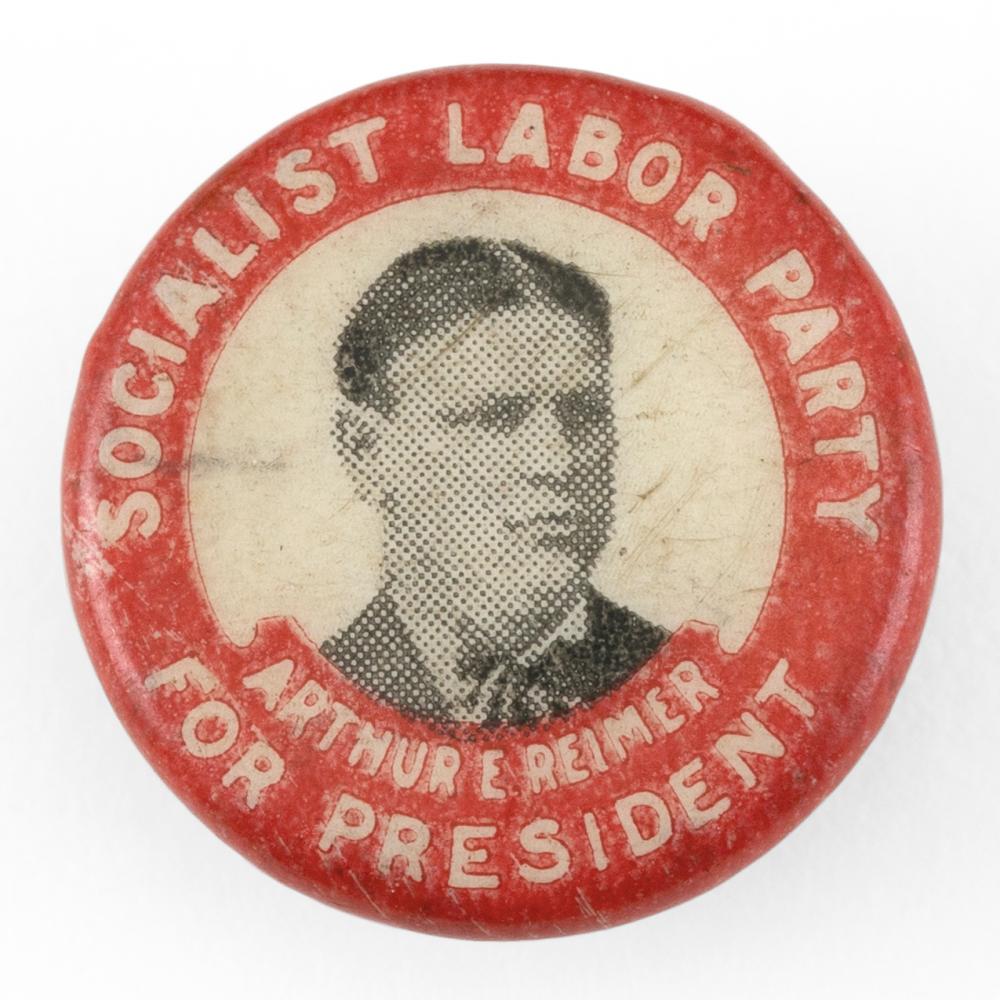 SOCIALIST LABOR PARTY
ARTHUR E. REIMER
FOR PRESIDENT